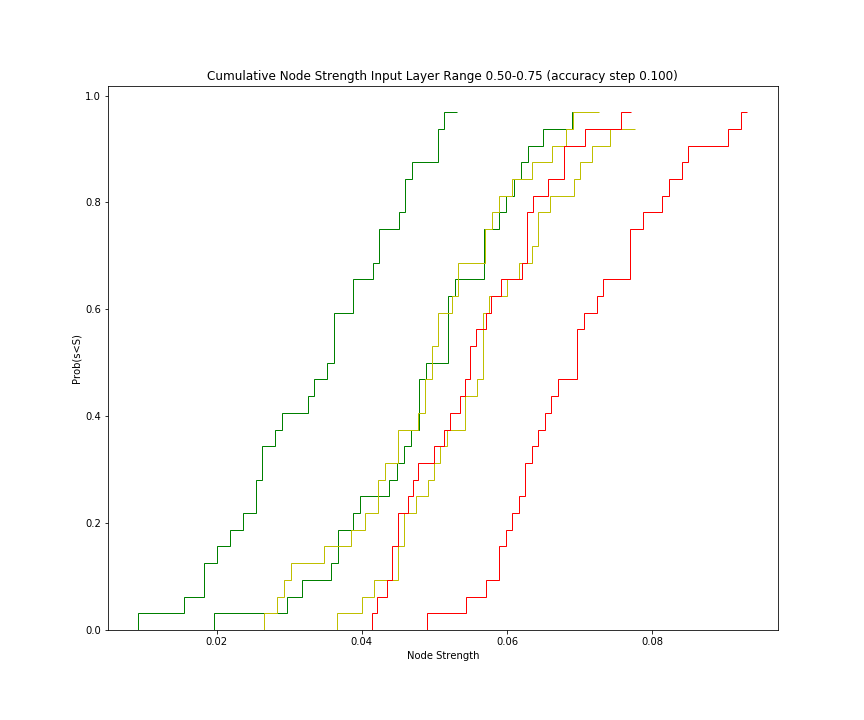 Cumulative Node Strength Input Layer Range 0.50-0.75 (accuracy step 0.100)
1.0
0.8
0.6
0.4
0.2
0.0
Prob(s<S)
0.02 0.04 0.06 0.08
Node Strength